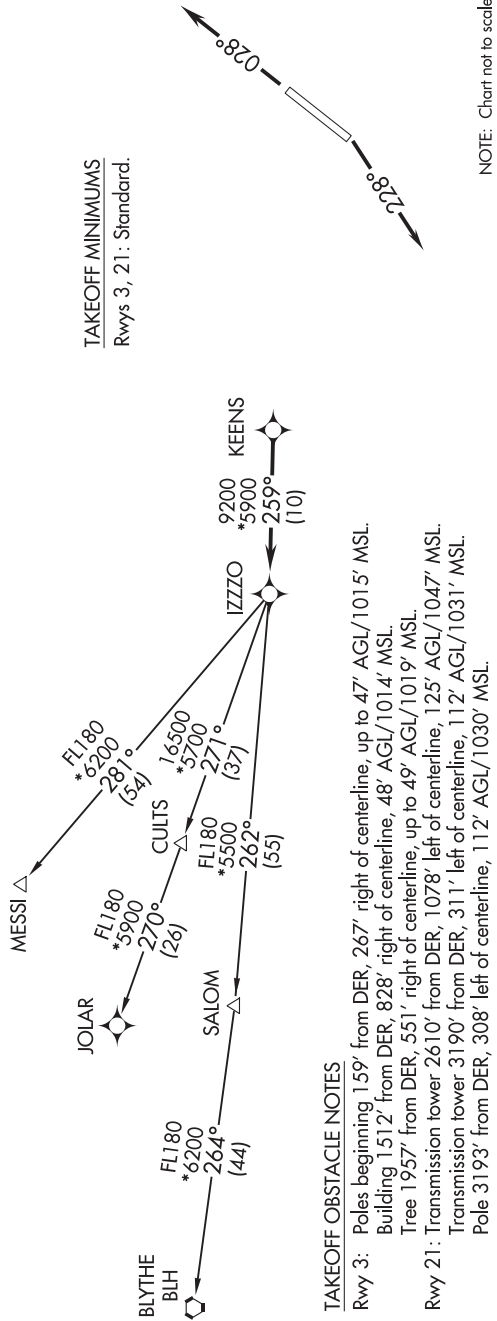 TAKEOFF MINIMUMS
Rwys 3, 21: Standard.
028°
228°
NOTE: Chart not to scale
KEENS
9200
*5900
259°
(10)
IZZZO
FL180
*6200
281°
(54)
MESSI
16500
*5700
271°
(37)
CULTS
FL180
*5900
270°
(26)
JOLAR
FL180
*5500
262°
(55)
SALOM
FL180
*6200
264°
(44)
BLYTHE
BLH
TAKEOFF OBSTACLE NOTES
Rwy 3: Poles beginning 159' from DER, 267' right of centerline, up to 47' AGL/1015' MSL.
Building 1512' from DER, 828' right of centerline, 48' AGL/1014' MSL.
Tree 1957' from DER, 551' right of centerline, up to 49' AGL/1019' MSL.
Rwy 21: Transmission tower 2610' from DER, 1078' left of centerline, 125' AGL/1047' MSL.
Transmission tower 3190' from DER, 311' left of centerline, 112' AGL/1031' MSL.
Pole 3193' from DER, 308' left of centerline, 112' AGL/1030' MSL.